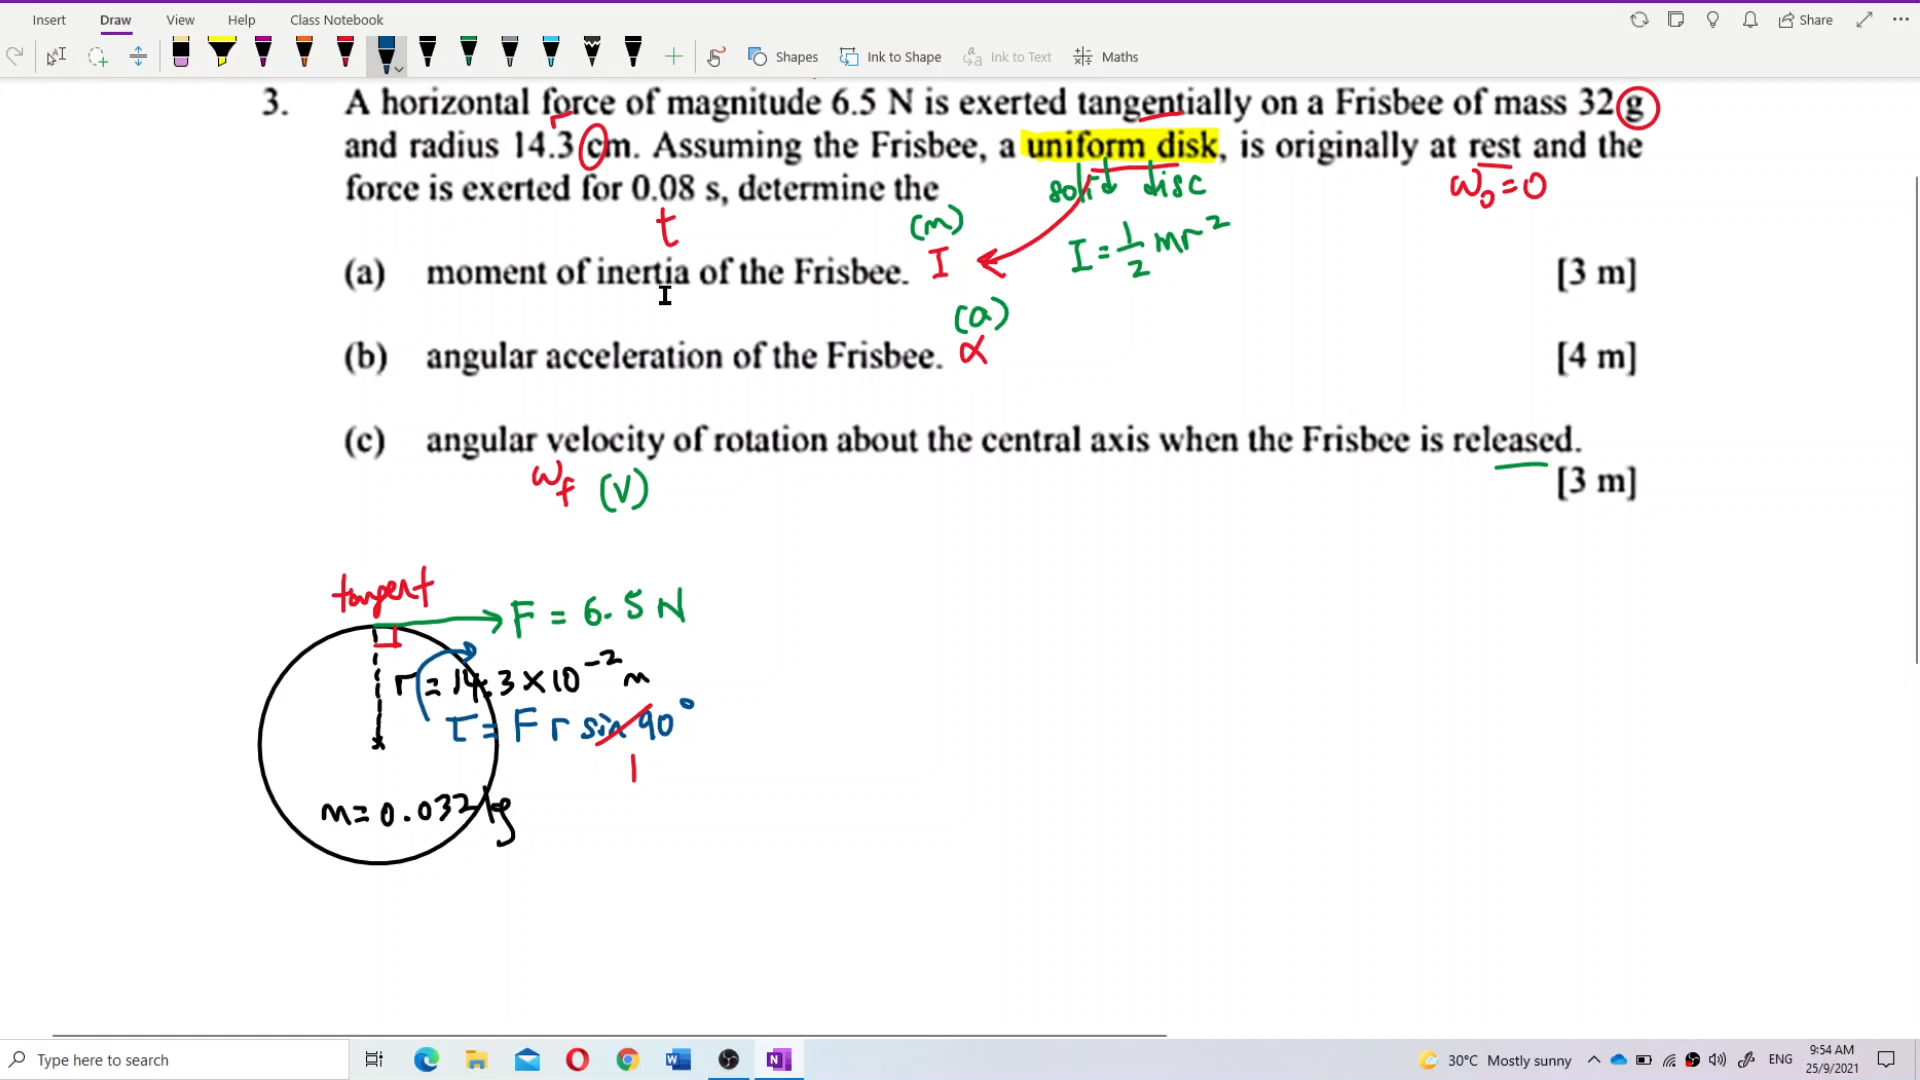 Insert Draw View Help Class Notebook Share
Shapes Ink to Shape Ink to Text Maths
3. A horizontal force of magnitude 6.5 N is exerted tangentially on a Frisbee of mass 32 g
r
and radius 14.3 cm. Assuming the Frisbee, a uniform disk, is originally at rest and the
force is exerted for 0.08 s, determine the solid disc ω₀ = 0
t (m) I = 1/2 mr²
(a) moment of inertia of the Frisbee. I [3 m]
(a)
(b) angular acceleration of the Frisbee. α [4 m]
(c) angular velocity of rotation about the central axis when the Frisbee is released.
ωf (v) [3 m]
tangent
F = 6.5 N
r = 14.3 × 10⁻² m
τ = F r sin 90°
1
m = 0.032 kg
Type here to search 30°C Mostly sunny ENG 9:54 AM
25/9/2021